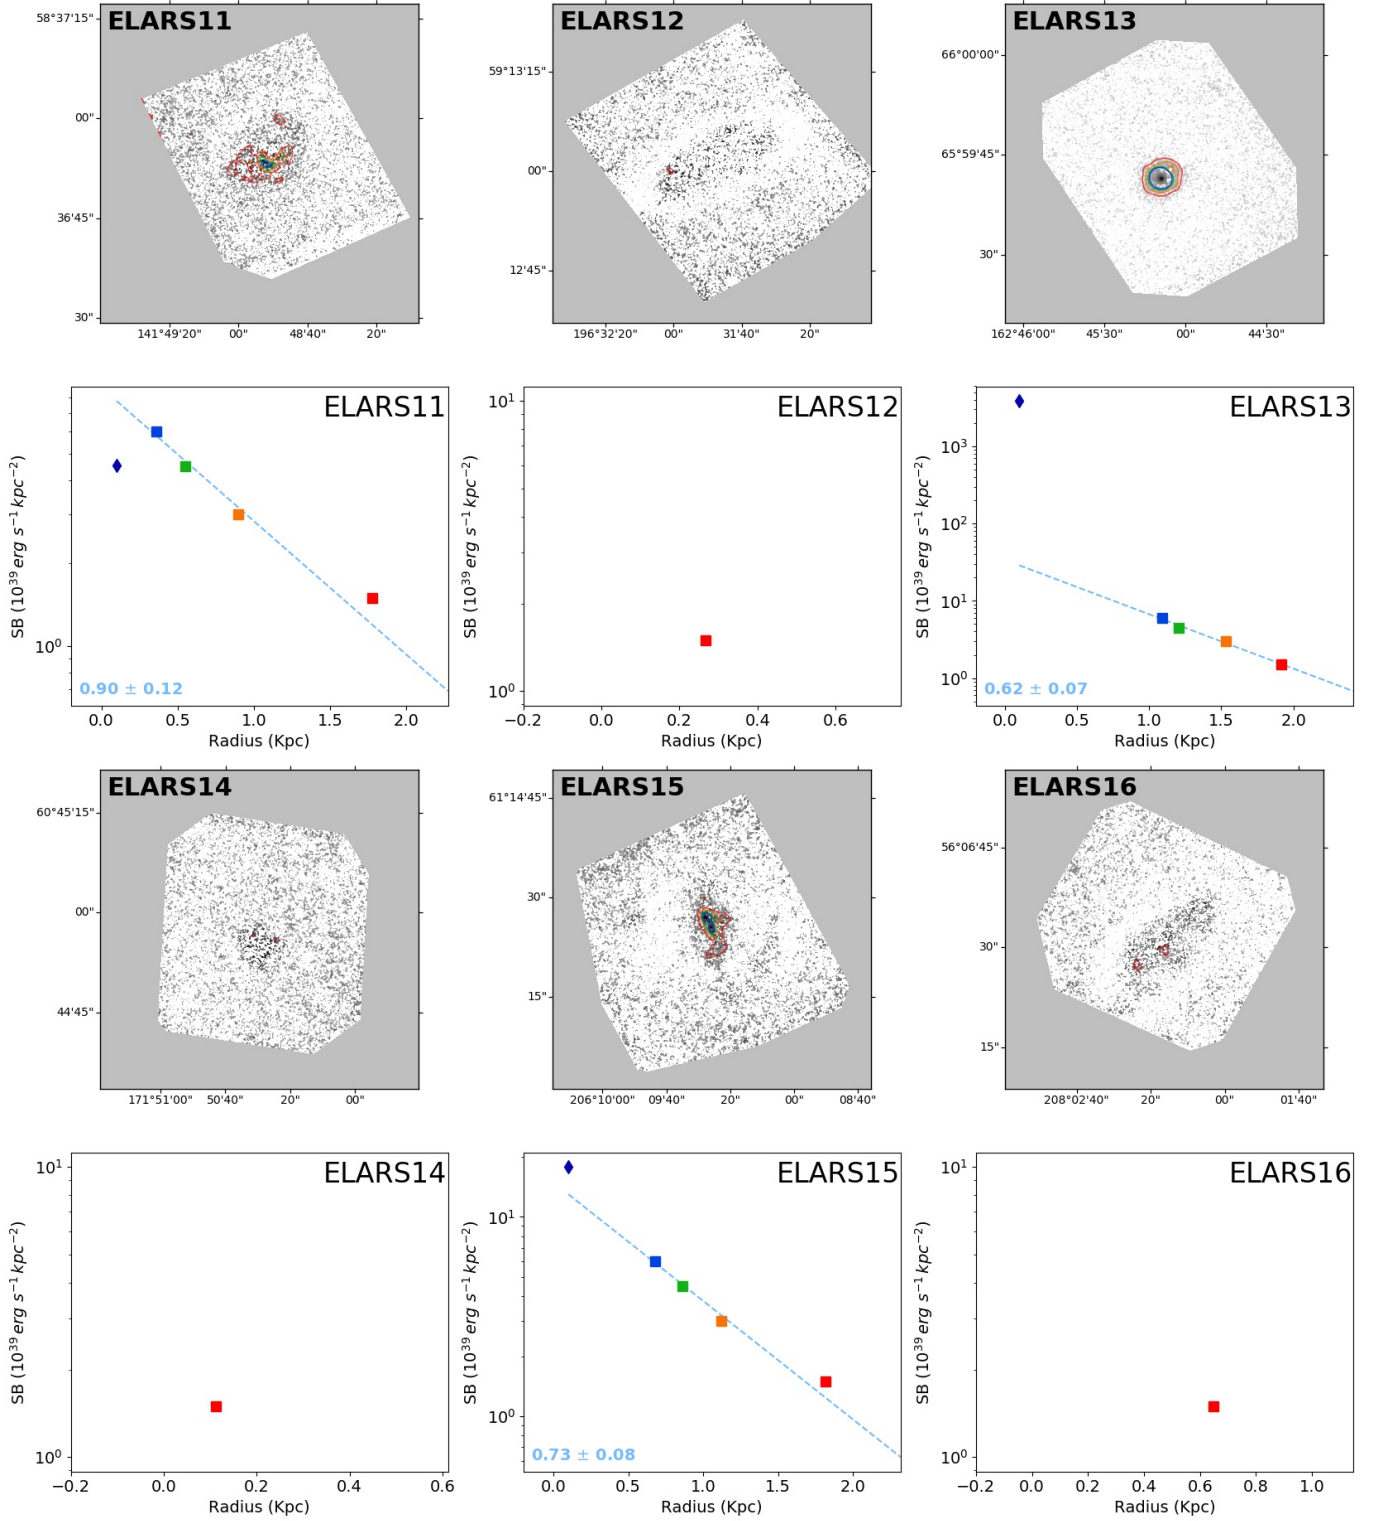 ELARS11
58°37'15"
00"
36'45"
30"
141°49'20" 00" 48'40" 20"
ELARS12
59°13'15"
00"
12'45"
196°32'20" 00" 31'40" 20"
ELARS13
66°00'00"
65°59'45"
30"
162°46'00" 45'30" 00" 44'30"
ELARS11
SB (10³⁹ erg s⁻¹ kpc⁻²)
10⁰
0.90 ± 0.12
0.0 0.5 1.0 1.5 2.0
Radius (Kpc)
ELARS12
SB (10³⁹ erg s⁻¹ kpc⁻²)
10¹
10⁰
−0.2 0.0 0.2 0.4 0.6
Radius (Kpc)
ELARS13
SB (10³⁹ erg s⁻¹ kpc⁻²)
10³
10²
10¹
10⁰
0.62 ± 0.07
0.0 0.5 1.0 1.5 2.0
Radius (Kpc)
ELARS14
60°45'15"
00"
44'45"
171°51'00" 50'40" 20" 00"
ELARS15
61°14'45"
30"
15"
206°10'00" 09'40" 20" 00" 08'40"
ELARS16
56°06'45"
30"
15"
208°02'40" 20" 00" 01'40"
ELARS14
SB (10³⁹ erg s⁻¹ kpc⁻²)
10¹
10⁰
−0.2 0.0 0.2 0.4 0.6
Radius (Kpc)
ELARS15
SB (10³⁹ erg s⁻¹ kpc⁻²)
10¹
10⁰
0.73 ± 0.08
0.0 0.5 1.0 1.5 2.0
Radius (Kpc)
ELARS16
SB (10³⁹ erg s⁻¹ kpc⁻²)
10¹
10⁰
−0.2 0.0 0.2 0.4 0.6 0.8 1.0
Radius (Kpc)